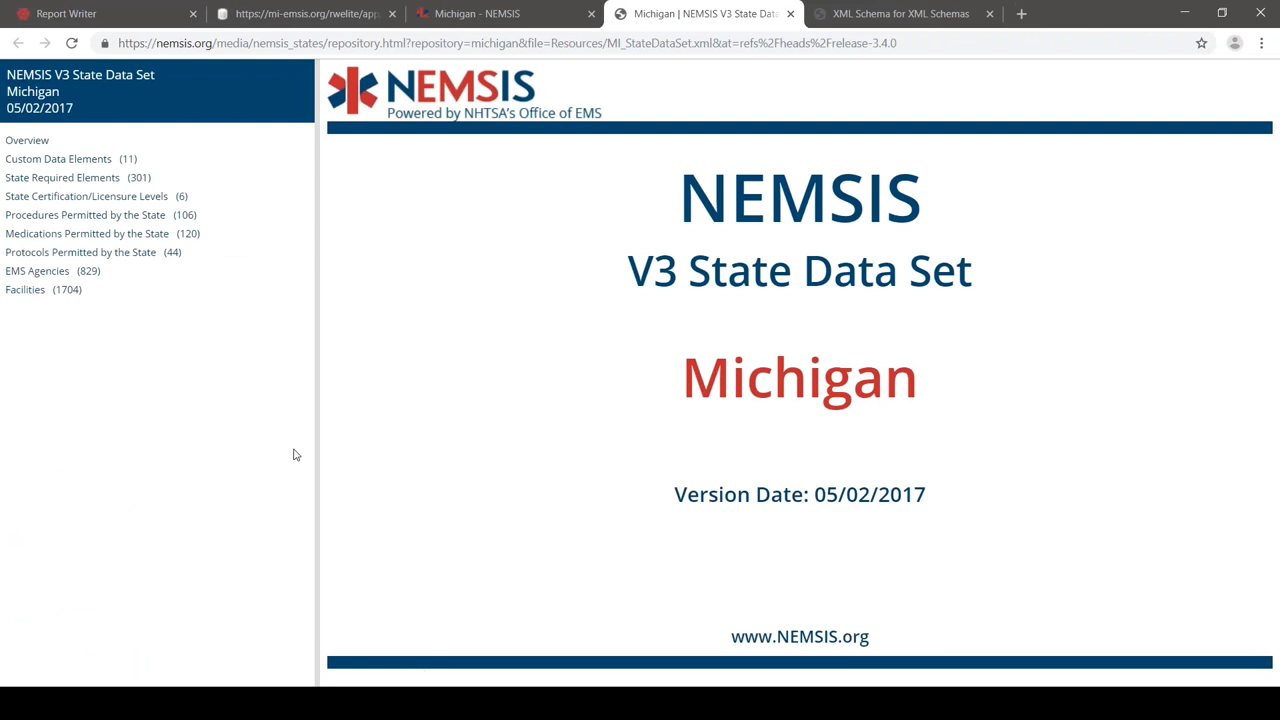 Report Writer
https://mi-emsis.org/rwelite/app
Michigan - NEMSIS
Michigan | NEMSIS V3 State Data
XML Schema for XML Schemas
https://nemsis.org/media/nemsis_states/repository.html?repository=michigan&file=Resources/MI_StateDataSet.xml&at=refs%2Fheads%2Frelease-3.4.0
NEMSIS V3 State Data Set
Michigan
05/02/2017
Overview
Custom Data Elements (11)
State Required Elements (301)
State Certification/Licensure Levels (6)
Procedures Permitted by the State (106)
Medications Permitted by the State (120)
Protocols Permitted by the State (44)
EMS Agencies (829)
Facilities (1704)
NEMSIS
Powered by NHTSA's Office of EMS
NEMSIS
V3 State Data Set
Michigan
Version Date: 05/02/2017
www.NEMSIS.org